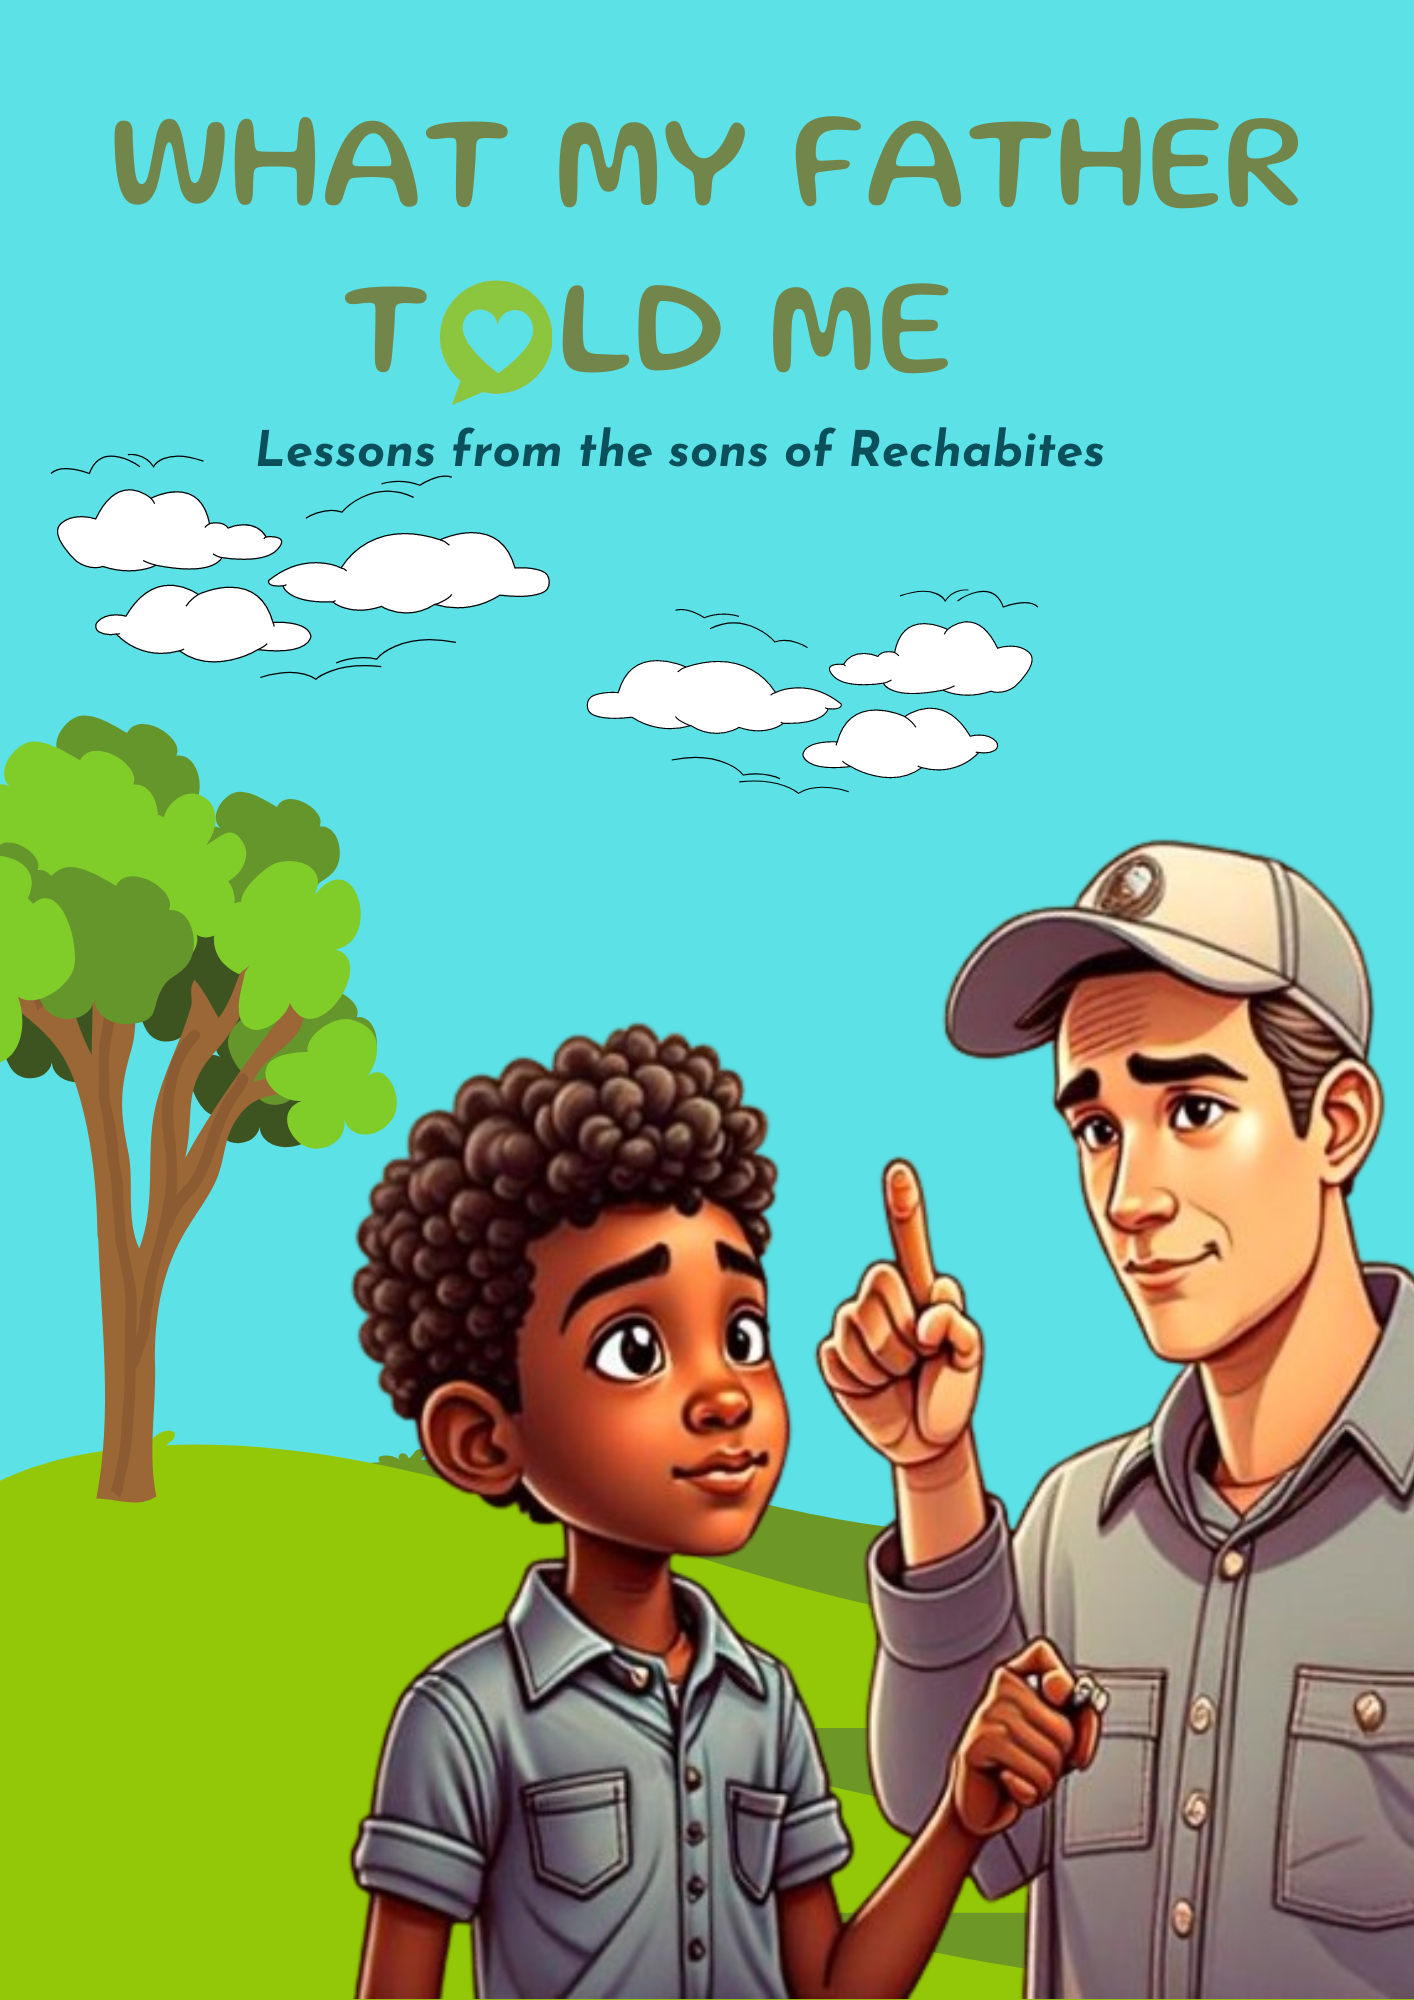 WHAT MY FATHER
TOLD ME
Lessons from the sons of Rechabites